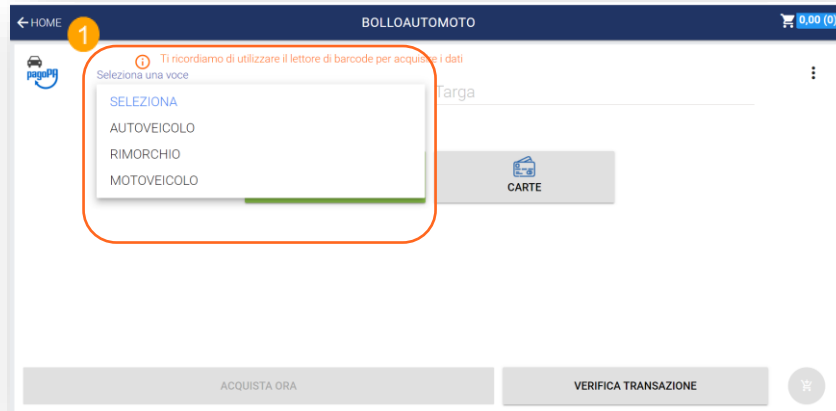 HOME
BOLLOAUTOMOTO
0,00 (0)
1
pagoPA
Ti ricordiamo di utilizzare il lettore di barcode per acquisire i dati
Seleziona una voce
Targa
SELEZIONA
AUTOVEICOLO
RIMORCHIO
MOTOVEICOLO
CARTE
ACQUISTA ORA
VERIFICA TRANSAZIONE